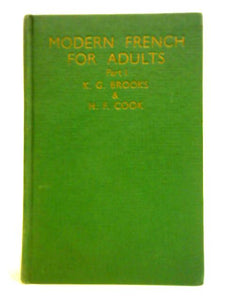 MODERN FRENCH
FOR ADULTS
Part I
K. G. BROOKS
&
H. F. COOK